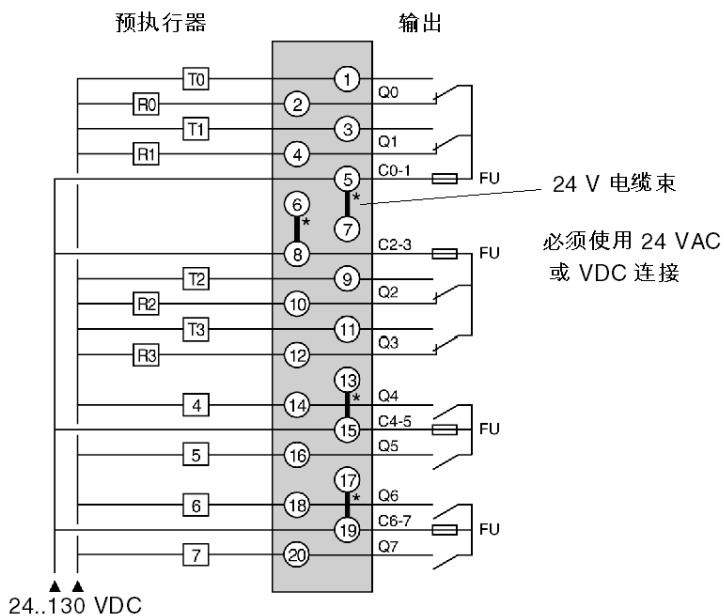 预执行器 输出
T0 1
R0 2 Q0
T1 3
R1 4 Q1
5 C0-1 FU
6 * * 24 V 电缆束
7 必须使用 24 VAC
8 C2-3 FU 或 VDC 连接
T2 9
R2 10 Q2
T3 11
R3 12 Q3
13
4 14 * Q4
15 C4-5 FU
5 16 Q5
17
6 18 * Q6
19 C6-7 FU
7 20 Q7
24..130 VDC